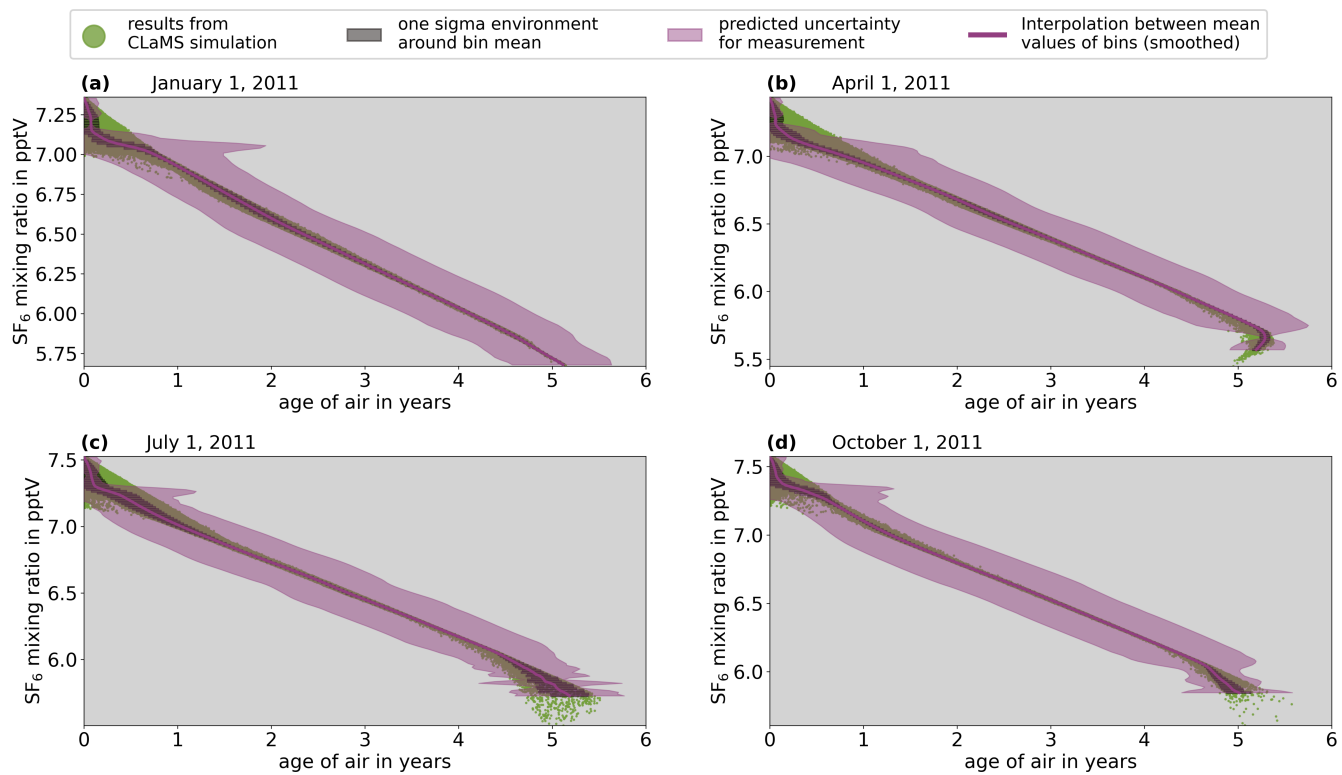 results from
CLaMS simulation
one sigma environment
around bin mean
predicted uncertainty
for measurement
Interpolation between mean
values of bins (smoothed)
(a) January 1, 2011
7.25
7.00
6.75
6.50
6.25
6.00
5.75
SF₆ mixing ratio in pptV
0 1 2 3 4 5 6
age of air in years
(b) April 1, 2011
7.0
6.5
6.0
5.5
SF₆ mixing ratio in pptV
0 1 2 3 4 5 6
age of air in years
(c) July 1, 2011
7.5
7.0
6.5
6.0
SF₆ mixing ratio in pptV
0 1 2 3 4 5 6
age of air in years
(d) October 1, 2011
7.5
7.0
6.5
6.0
SF₆ mixing ratio in pptV
0 1 2 3 4 5 6
age of air in years